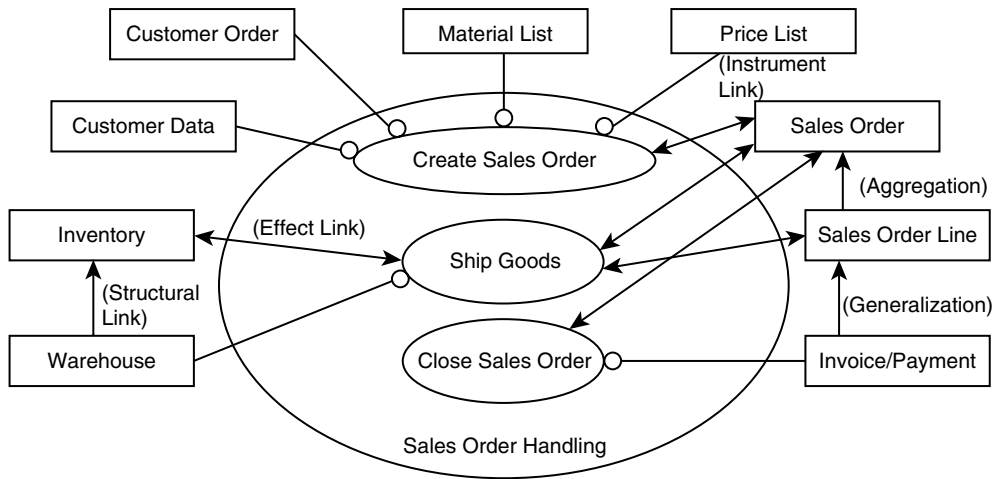 Customer Order
Material List
Price List
(Instrument
Link)
Customer Data
Create Sales Order
Sales Order
(Aggregation)
Inventory
(Effect Link)
Ship Goods
Sales Order Line
(Structural
Link)
(Generalization)
Warehouse
Close Sales Order
Invoice/Payment
Sales Order Handling